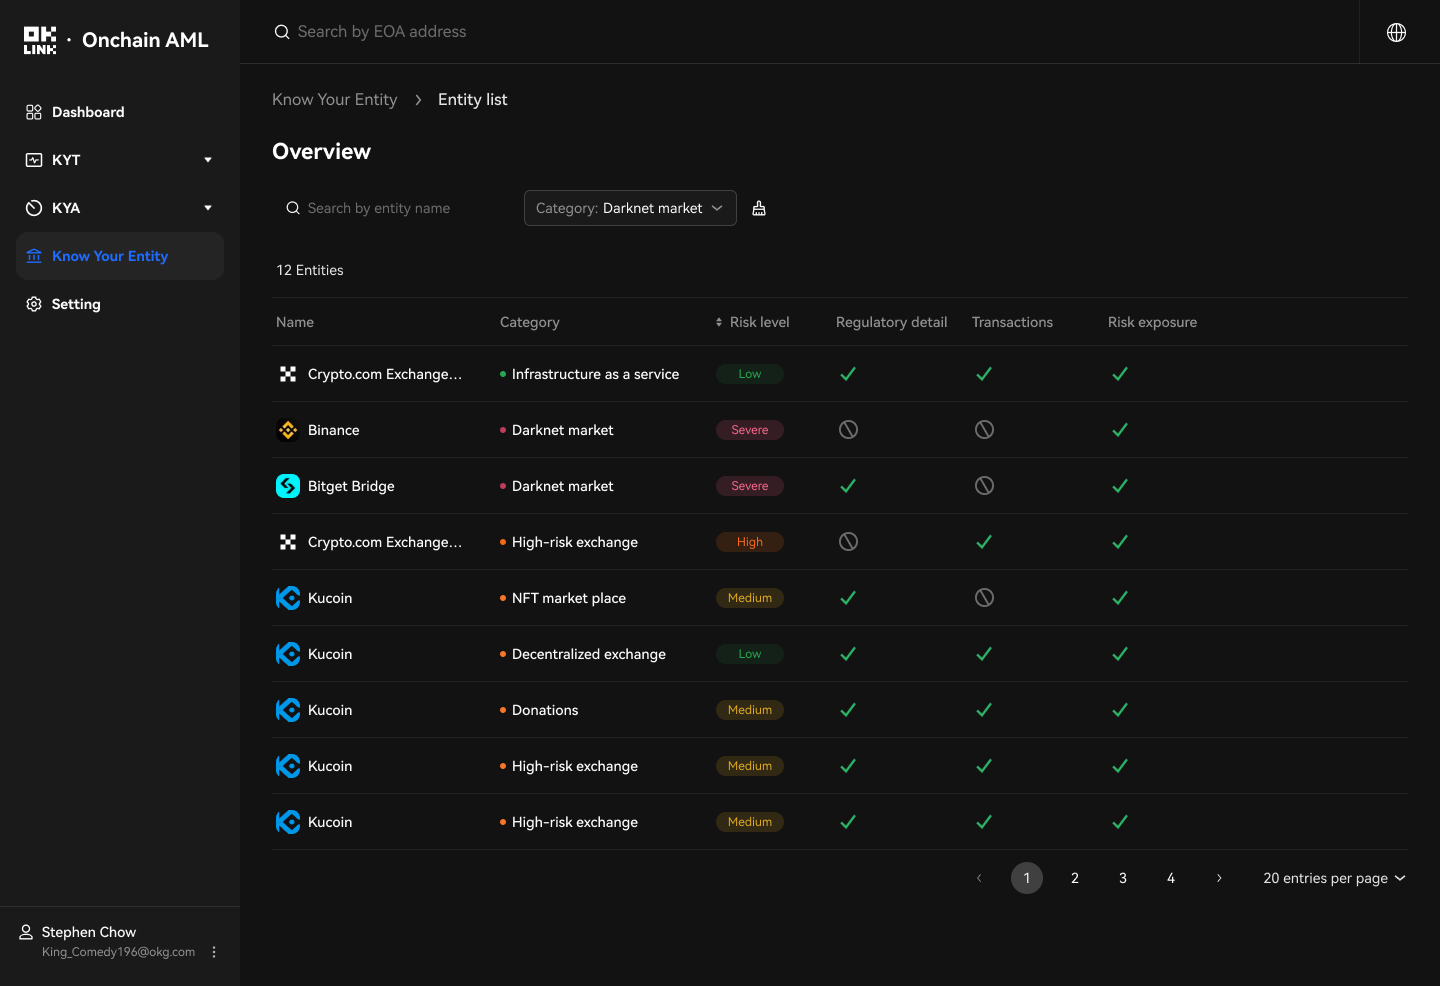 OK
LINK · Onchain AML
Search by EOA address
Dashboard
KYT
KYA
Know Your Entity
Setting
Know Your Entity > Entity list
Overview
Search by entity name
Category: Darknet market
12 Entities
Name Category Risk level Regulatory detail Transactions Risk exposure
Crypto.com Exchange... Infrastructure as a service Low
Binance Darknet market Severe
Bitget Bridge Darknet market Severe
Crypto.com Exchange... High-risk exchange High
Kucoin NFT market place Medium
Kucoin Decentralized exchange Low
Kucoin Donations Medium
Kucoin High-risk exchange Medium
Kucoin High-risk exchange Medium
1 2 3 4 20 entries per page
Stephen Chow
King_Comedy196@okg.com